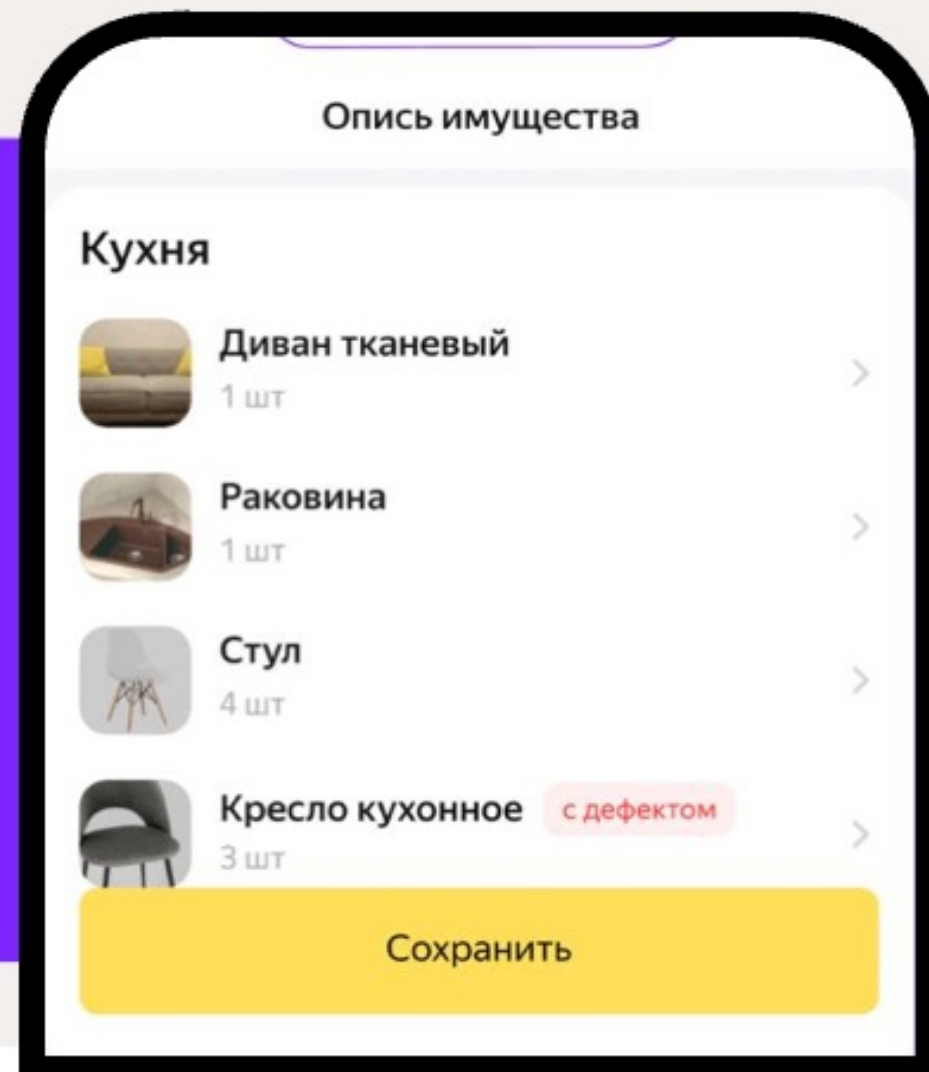 Опись имущества
Кухня
Диван тканевый
1 шт
Раковина
1 шт
Стул
4 шт
Кресло кухонное с дефектом
3 шт
Сохранить